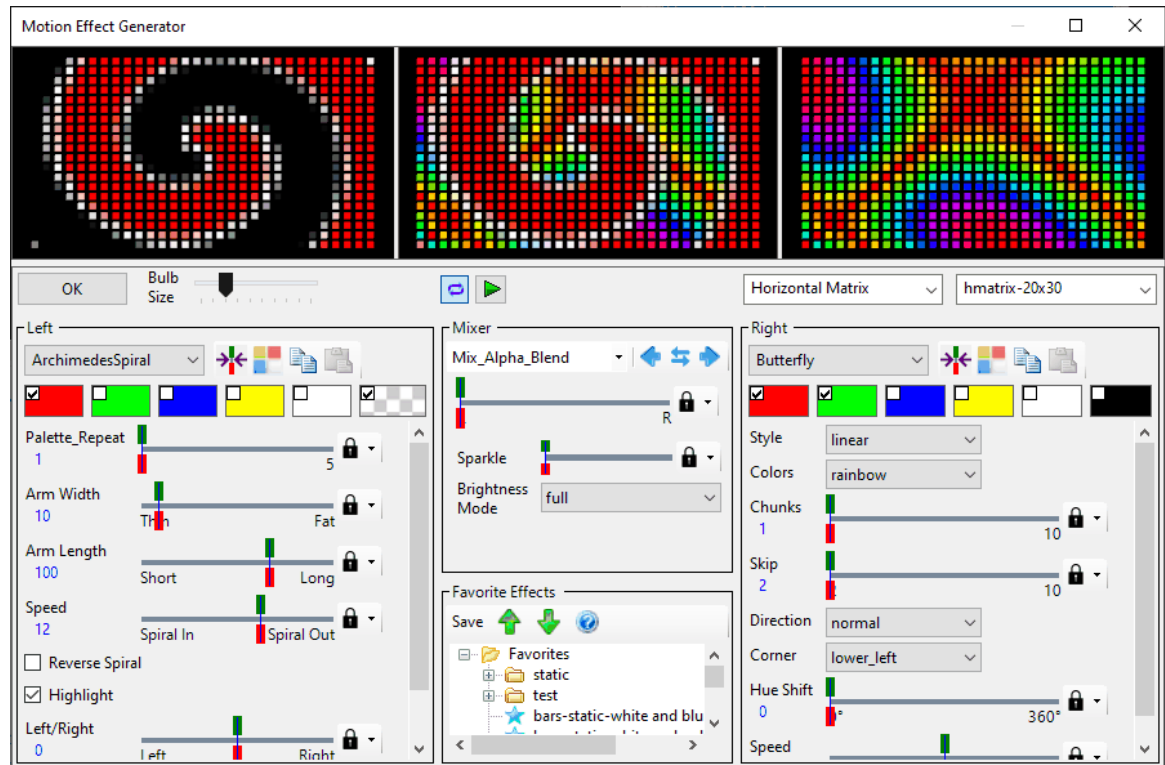 Motion Effect Generator
OK
Bulb
Size
Horizontal Matrix
hmatrix-20x30
Left
ArchimedesSpiral
Palette_Repeat
1
5
Arm Width
10
Thin
Fat
Arm Length
100
Short
Long
Speed
12
Spiral In
Spiral Out
Reverse Spiral
Highlight
Left/Right
0
Left
Right
Mixer
Mix_Alpha_Blend
R
Sparkle
Brightness
Mode
full
Favorite Effects
Save
Favorites
static
test
bars-static-white and blu
Right
Butterfly
Style
linear
Colors
rainbow
Chunks
1
10
Skip
2
10
Direction
normal
Corner
lower_left
Hue Shift
0
360°
Speed